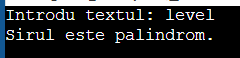 Introdu textul: level
Sirul este palindrom.